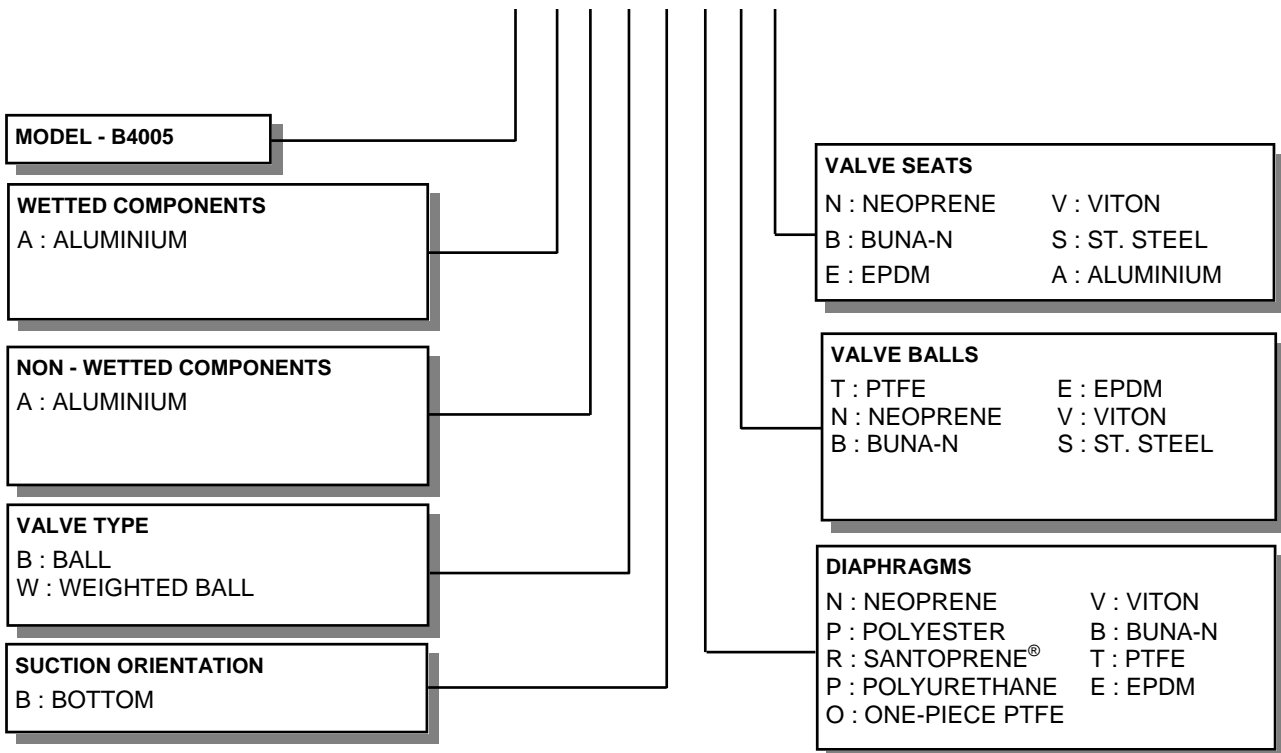 MODEL - B4005
WETTED COMPONENTS
A : ALUMINIUM
NON - WETTED COMPONENTS
A : ALUMINIUM
VALVE TYPE
B : BALL
W : WEIGHTED BALL
SUCTION ORIENTATION
B : BOTTOM
VALVE SEATS
N : NEOPRENE V : VITON
B : BUNA-N S : ST. STEEL
E : EPDM A : ALUMINIUM
VALVE BALLS
T : PTFE E : EPDM
N : NEOPRENE V : VITON
B : BUNA-N S : ST. STEEL
DIAPHRAGMS
N : NEOPRENE V : VITON
P : POLYESTER B : BUNA-N
R : SANTOPRENE® T : PTFE
P : POLYURETHANE E : EPDM
O : ONE-PIECE PTFE